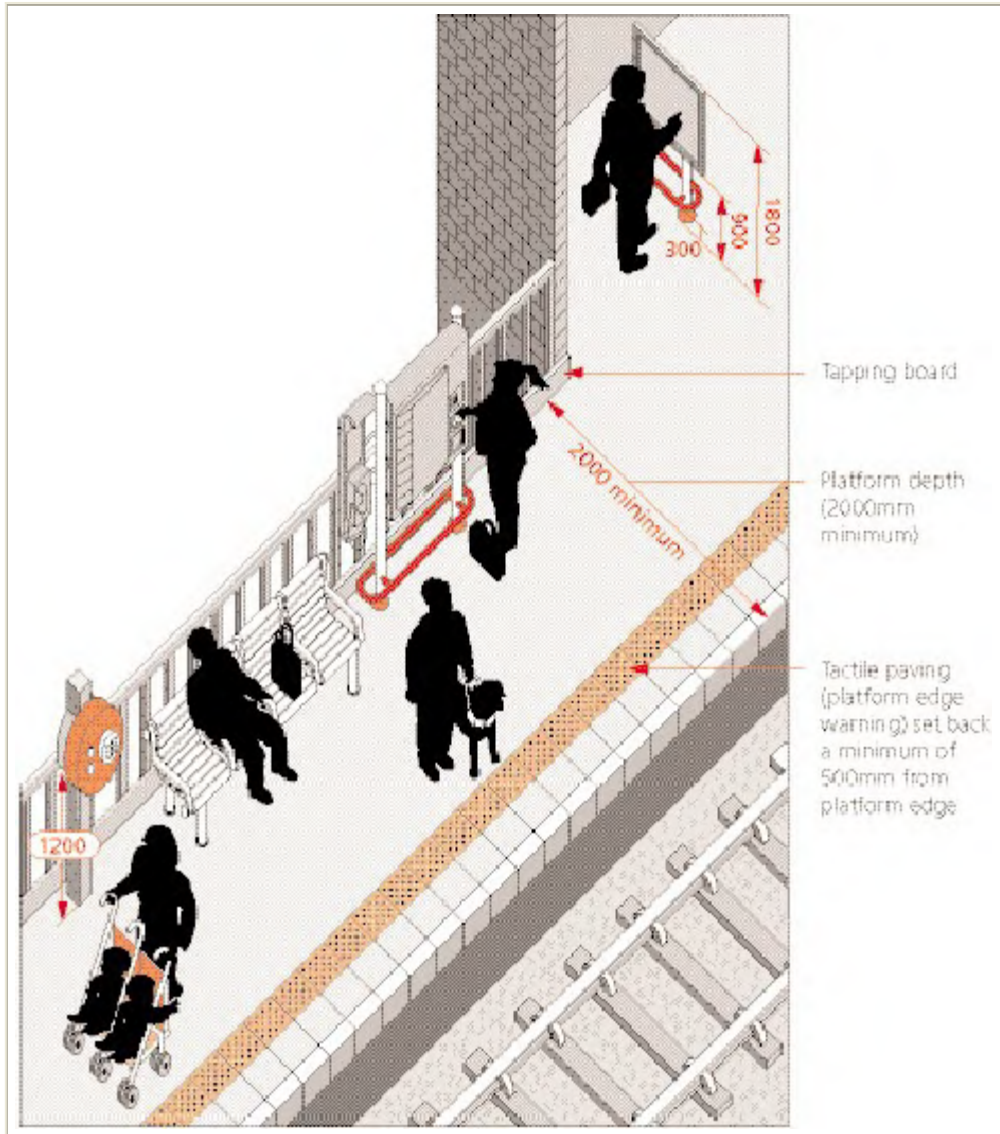 1800
900
300
Tapping board
2000 minimum
Platform depth
(2000mm
minimum)
Tactile paving
(platform edge
warning) set back
a minimum of
500mm from
platform edge
1200